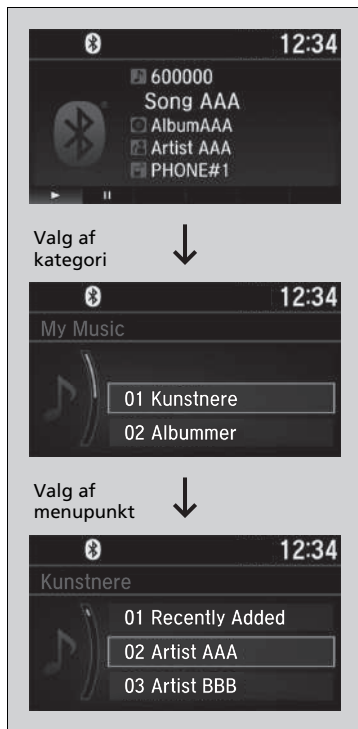 12:34
600000
Song AAA
AlbumAAA
Artist AAA
PHONE#1
Valg af
kategori
12:34
My Music
01 Kunstnere
02 Albummer
Valg af
menupunkt
12:34
Kunstnere
01 Recently Added
02 Artist AAA
03 Artist BBB